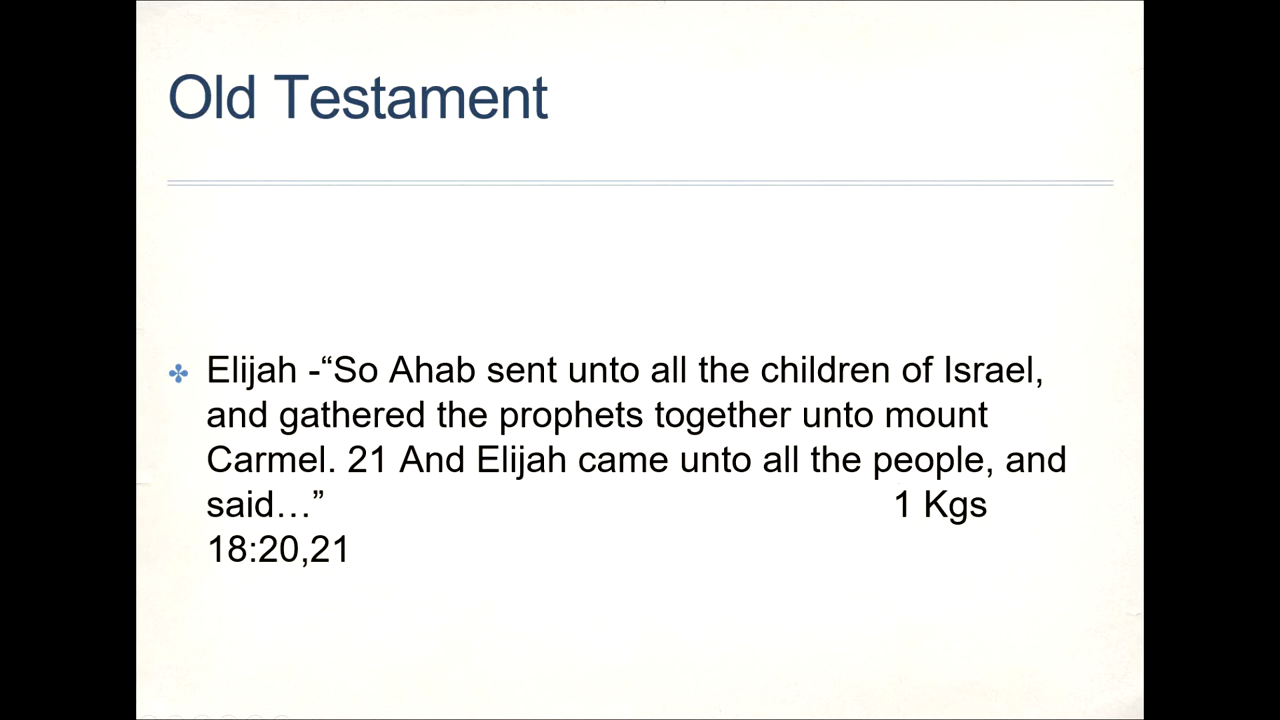 Old Testament
Elijah -“So Ahab sent unto all the children of Israel,
and gathered the prophets together unto mount
Carmel. 21 And Elijah came unto all the people, and
said…” 1 Kgs
18:20,21